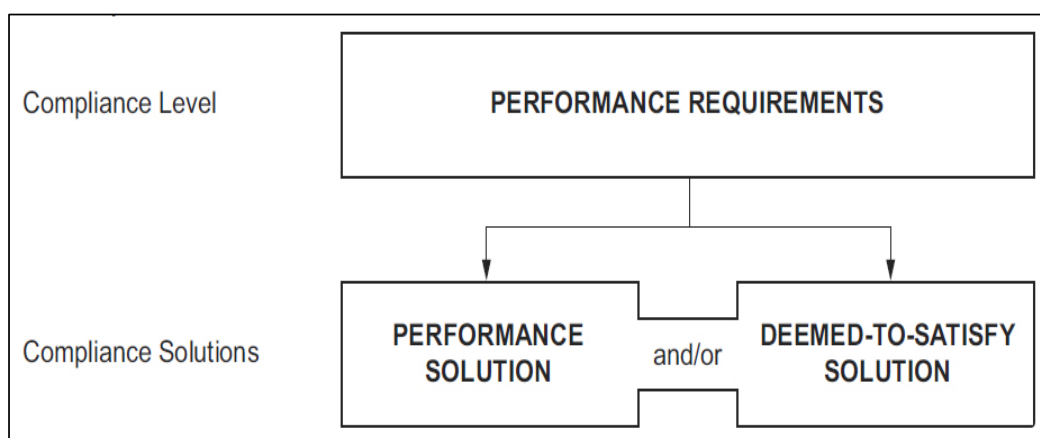 Compliance Level
PERFORMANCE REQUIREMENTS
Compliance Solutions
PERFORMANCE
SOLUTION
and/or
DEEMED-TO-SATISFY
SOLUTION